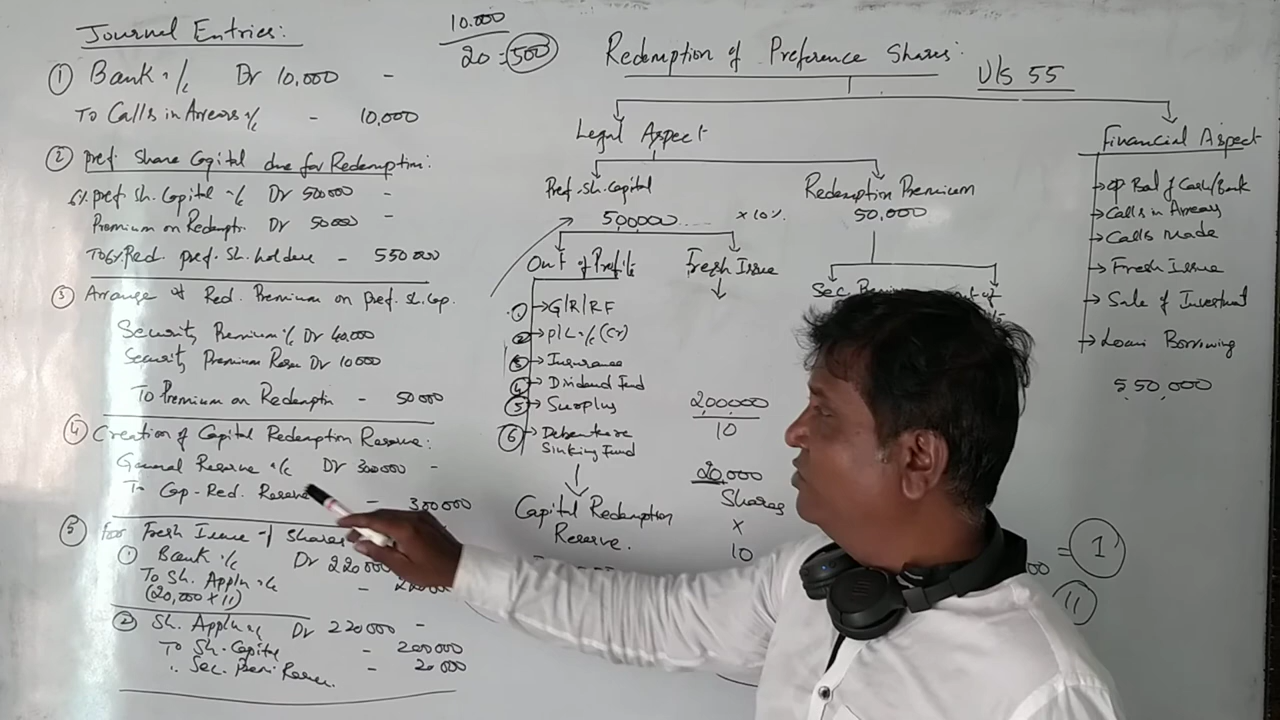 Journal Entries:
① Bank a/c Dr 10,000 -
To Calls in Arrears a/c - 10,000
② Pref. Share Capital due for Redemption:
6% pref. Sh. Capital a/c Dr 500000 -
Premium on Redemptn. Dr 50000 -
To 6% Red. pref. Sh. holders - 550000
③ Arrange of Red. Premium on pref. sh. cap.
Security Premium a/c Dr 40,000
Security Premium Reser Dr 10000
To Premium on Redemptn - 50000
④ Creation of Capital Redemption Reserve:
General Reserve a/c Dr 300000 -
To Cap. Red. Reserve - 300000
⑤ For Fresh Issue of Shares
① Bank a/c Dr 220000
To Sh. Appln a/c -
(20,000 x 11)
② Sh. Appln a/c Dr 220000 -
To Sh. Capital - 200000
" Sec. Premi. Reser. - 20000
10.000
20 = 500
Redemption of Preference Shares:
U/S 55
Legal Aspect
Pref. sh. capital
500000 x 10%
Out of Profits
① G/R/RF
② P/L a/c (Cr)
③ Insurance
④ Dividend Fund
⑤ Surplus
⑥ Debenture
Sinking Fund
Capital Redemption
Reserve.
Fresh Issue
2,00,000
10
20,000
Shares
x
10
Redemption Premium
50,000
Financial Aspect
op Bal of Cash/Bank
Calls in Arrears
Calls Made
Fresh Issue
Sale of Investmnt
Loan Borrowing
5,50,000
= 1
11